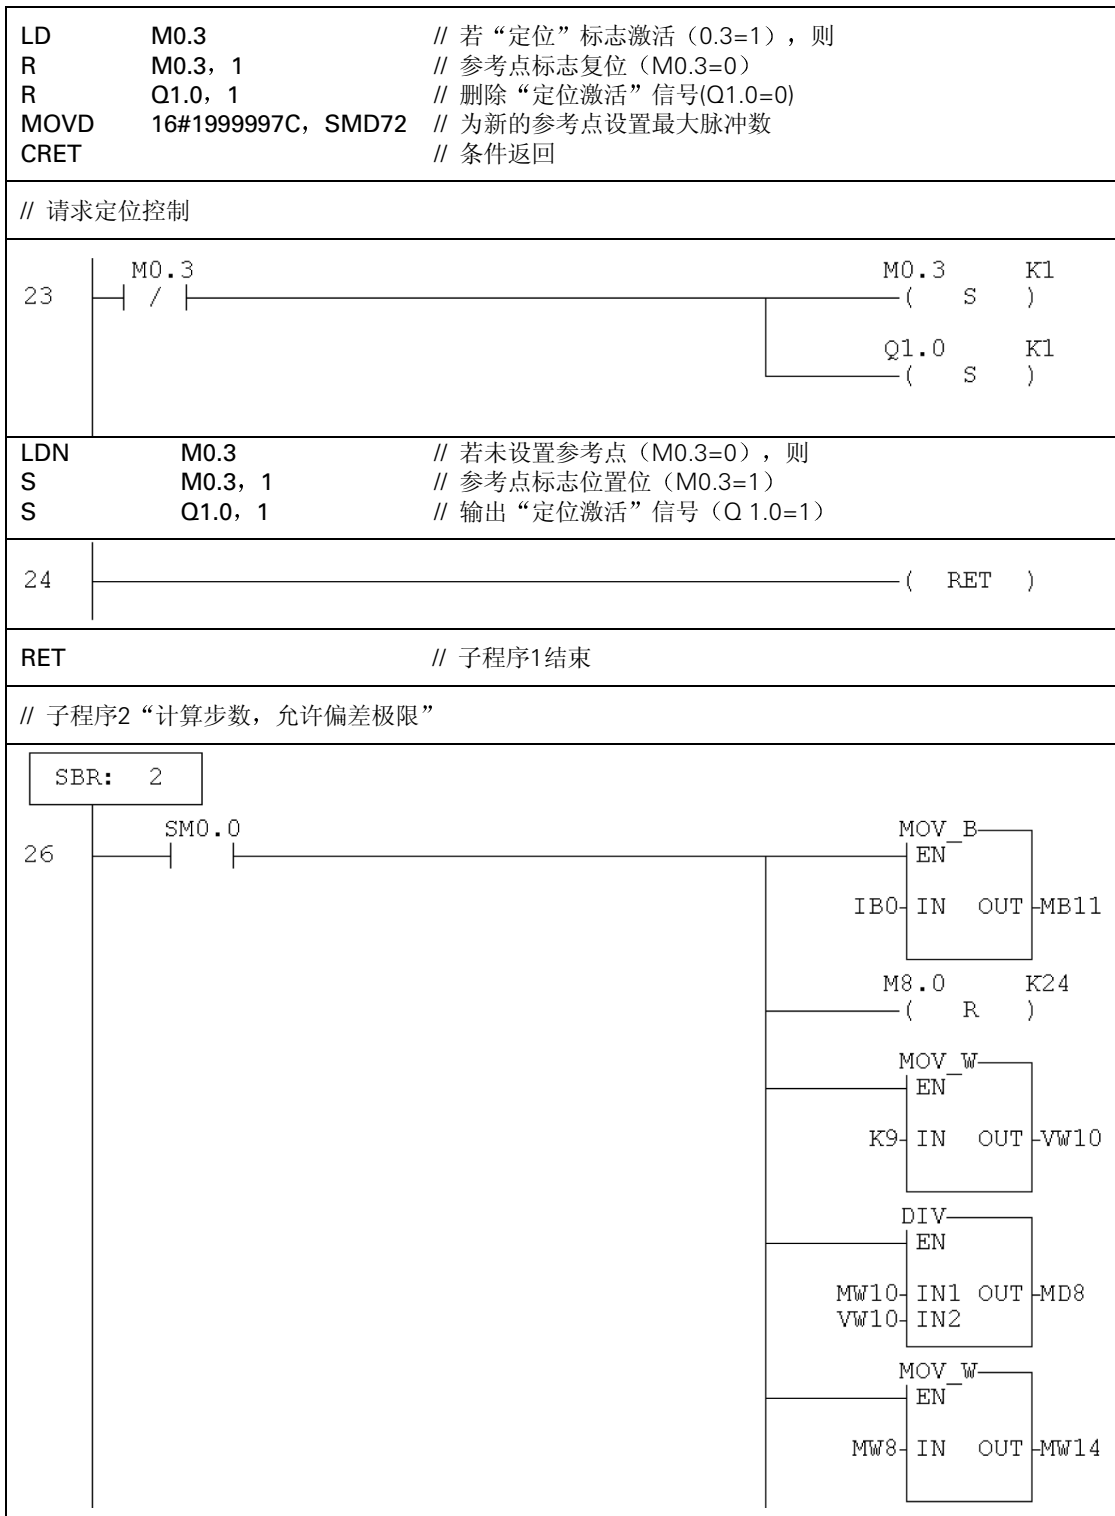 LD M0.3 // 若“定位”标志激活（0.3=1），则
R M0.3，1 // 参考点标志复位（M0.3=0）
R Q1.0，1 // 删除“定位激活”信号(Q1.0=0)
MOVD 16#1999997C，SMD72 // 为新的参考点设置最大脉冲数
CRET // 条件返回
// 请求定位控制
M0.3 M0.3 K1
23 / ( S )
Q1.0 K1
( S )
LDN M0.3 // 若未设置参考点（M0.3=0），则
S M0.3，1 // 参考点标志位置位（M0.3=1）
S Q1.0，1 // 输出“定位激活”信号（Q 1.0=1）
24 ( RET )
RET // 子程序1结束
// 子程序2“计算步数，允许偏差极限”
SBR: 2
SM0.0 MOV_B
26 EN
IB0 IN OUT MB11
M8.0 K24
( R )
MOV_W
EN
K9 IN OUT VW10
DIV
EN
MW10 IN1 OUT MD8
VW10 IN2
MOV_W
EN
MW8 IN OUT MW14